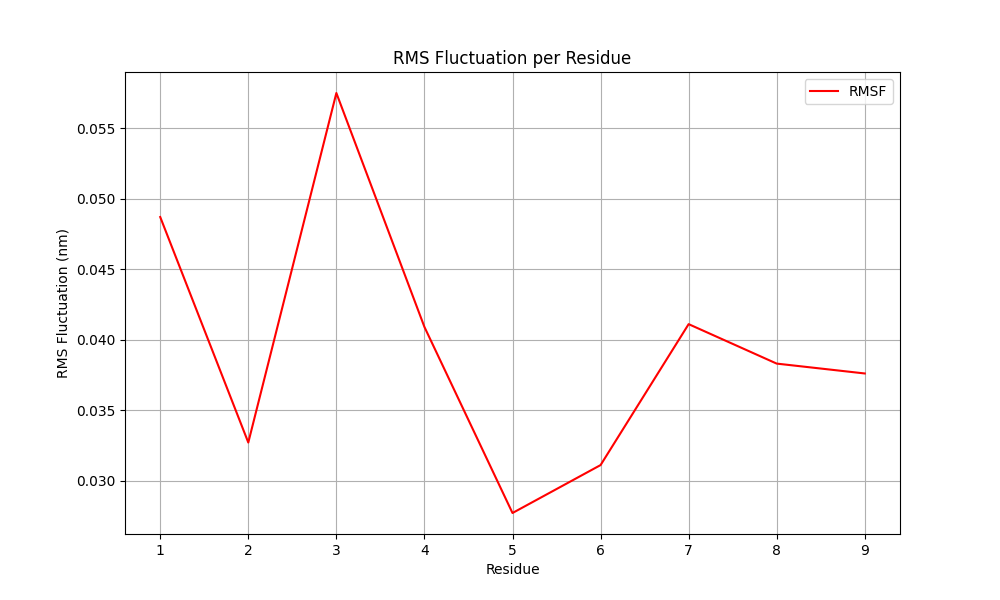 RMS Fluctuation per Residue
RMSF
0.055
0.050
0.045
0.040
0.035
0.030
RMS Fluctuation (nm)
1 2 3 4 5 6 7 8 9
Residue